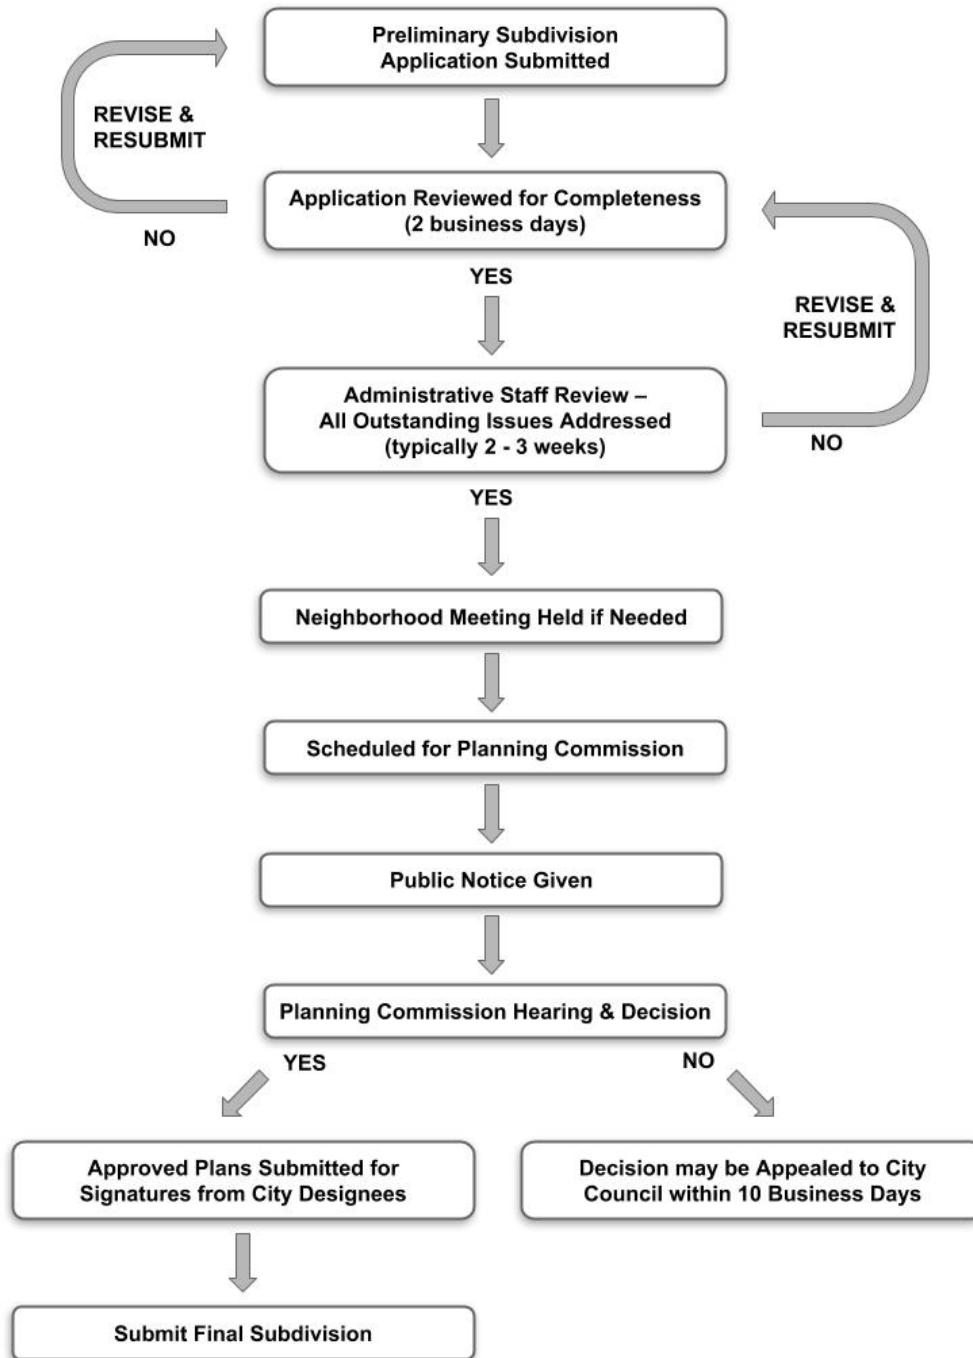 Preliminary Subdivision
Application Submitted
REVISE &
RESUBMIT
Application Reviewed for Completeness
(2 business days)
NO
YES
REVISE &
RESUBMIT
Administrative Staff Review –
All Outstanding Issues Addressed
(typically 2 - 3 weeks)
NO
YES
Neighborhood Meeting Held if Needed
Scheduled for Planning Commission
Public Notice Given
Planning Commission Hearing & Decision
YES
NO
Approved Plans Submitted for
Signatures from City Designees
Decision may be Appealed to City
Council within 10 Business Days
Submit Final Subdivision